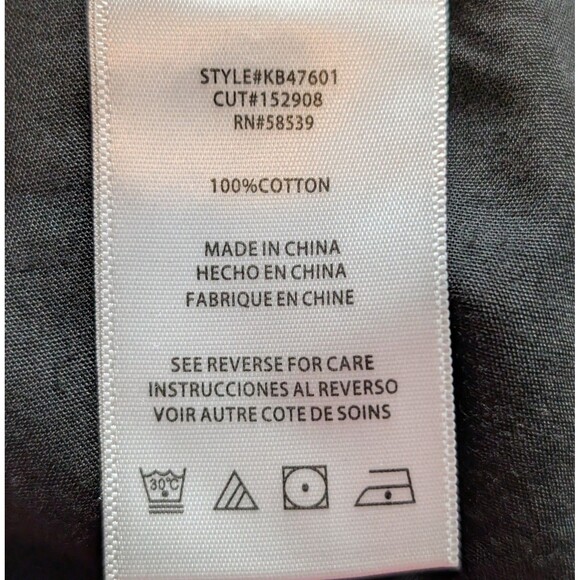 STYLE#KB47601
CUT#152908
RN#58539
100%COTTON
MADE IN CHINA
HECHO EN CHINA
FABRIQUE EN CHINE
SEE REVERSE FOR CARE
INSTRUCCIONES AL REVERSO
VOIR AUTRE COTE DE SOINS
30°C